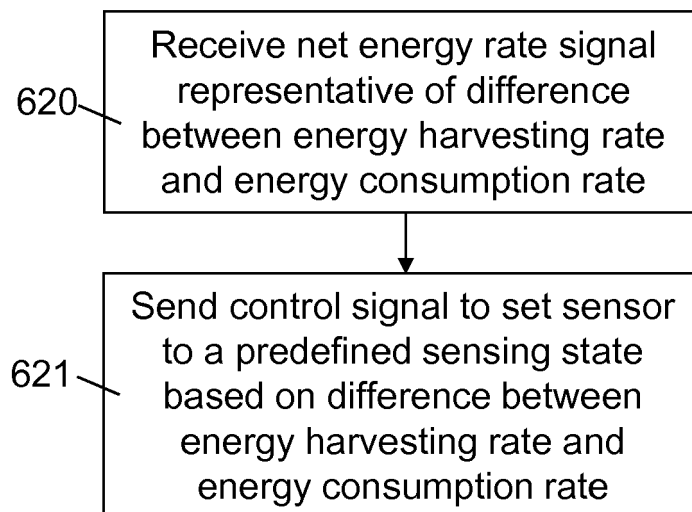 Receive net energy rate signal
representative of difference
620
between energy harvesting rate
and energy consumption rate
Send control signal to set sensor
to a predefined sensing state
621
based on difference between
energy harvesting rate and
energy consumption rate